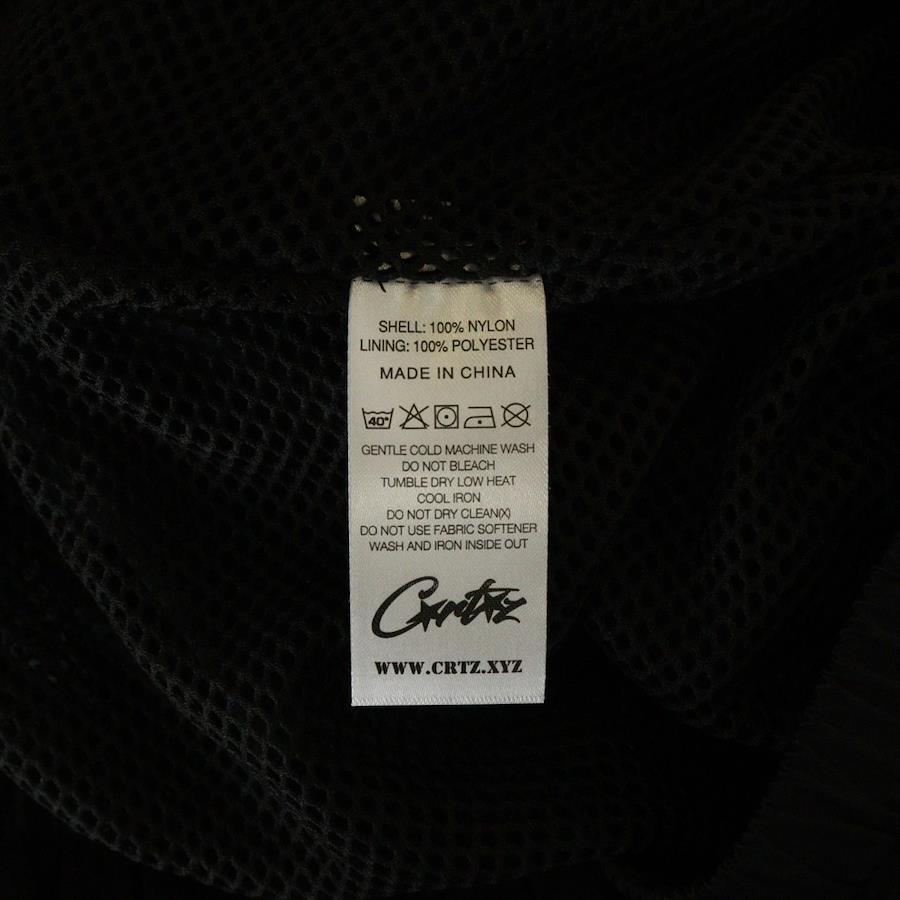 SHELL: 100% NYLON
LINING: 100% POLYESTER
MADE IN CHINA
40°
GENTLE COLD MACHINE WASH
DO NOT BLEACH
TUMBLE DRY LOW HEAT
COOL IRON
DO NOT DRY CLEAN(X)
DO NOT USE FABRIC SOFTENER
WASH AND IRON INSIDE OUT
Crtz
WWW.CRTZ.XYZ